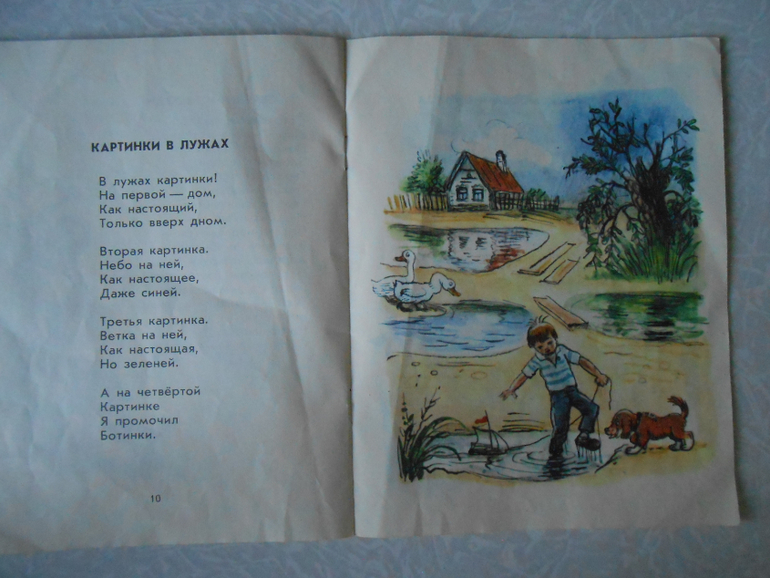 КАРТИНКИ В ЛУЖАХ
В лужах картинки!
На первой — дом,
Как настоящий,
Только вверх дном.
Вторая картинка.
Небо на ней,
Как настоящее,
Даже синей.
Третья картинка.
Ветка на ней,
Как настоящая,
Но зеленей.
А на четвёртой
Картинке
Я промочил
Ботинки.
10